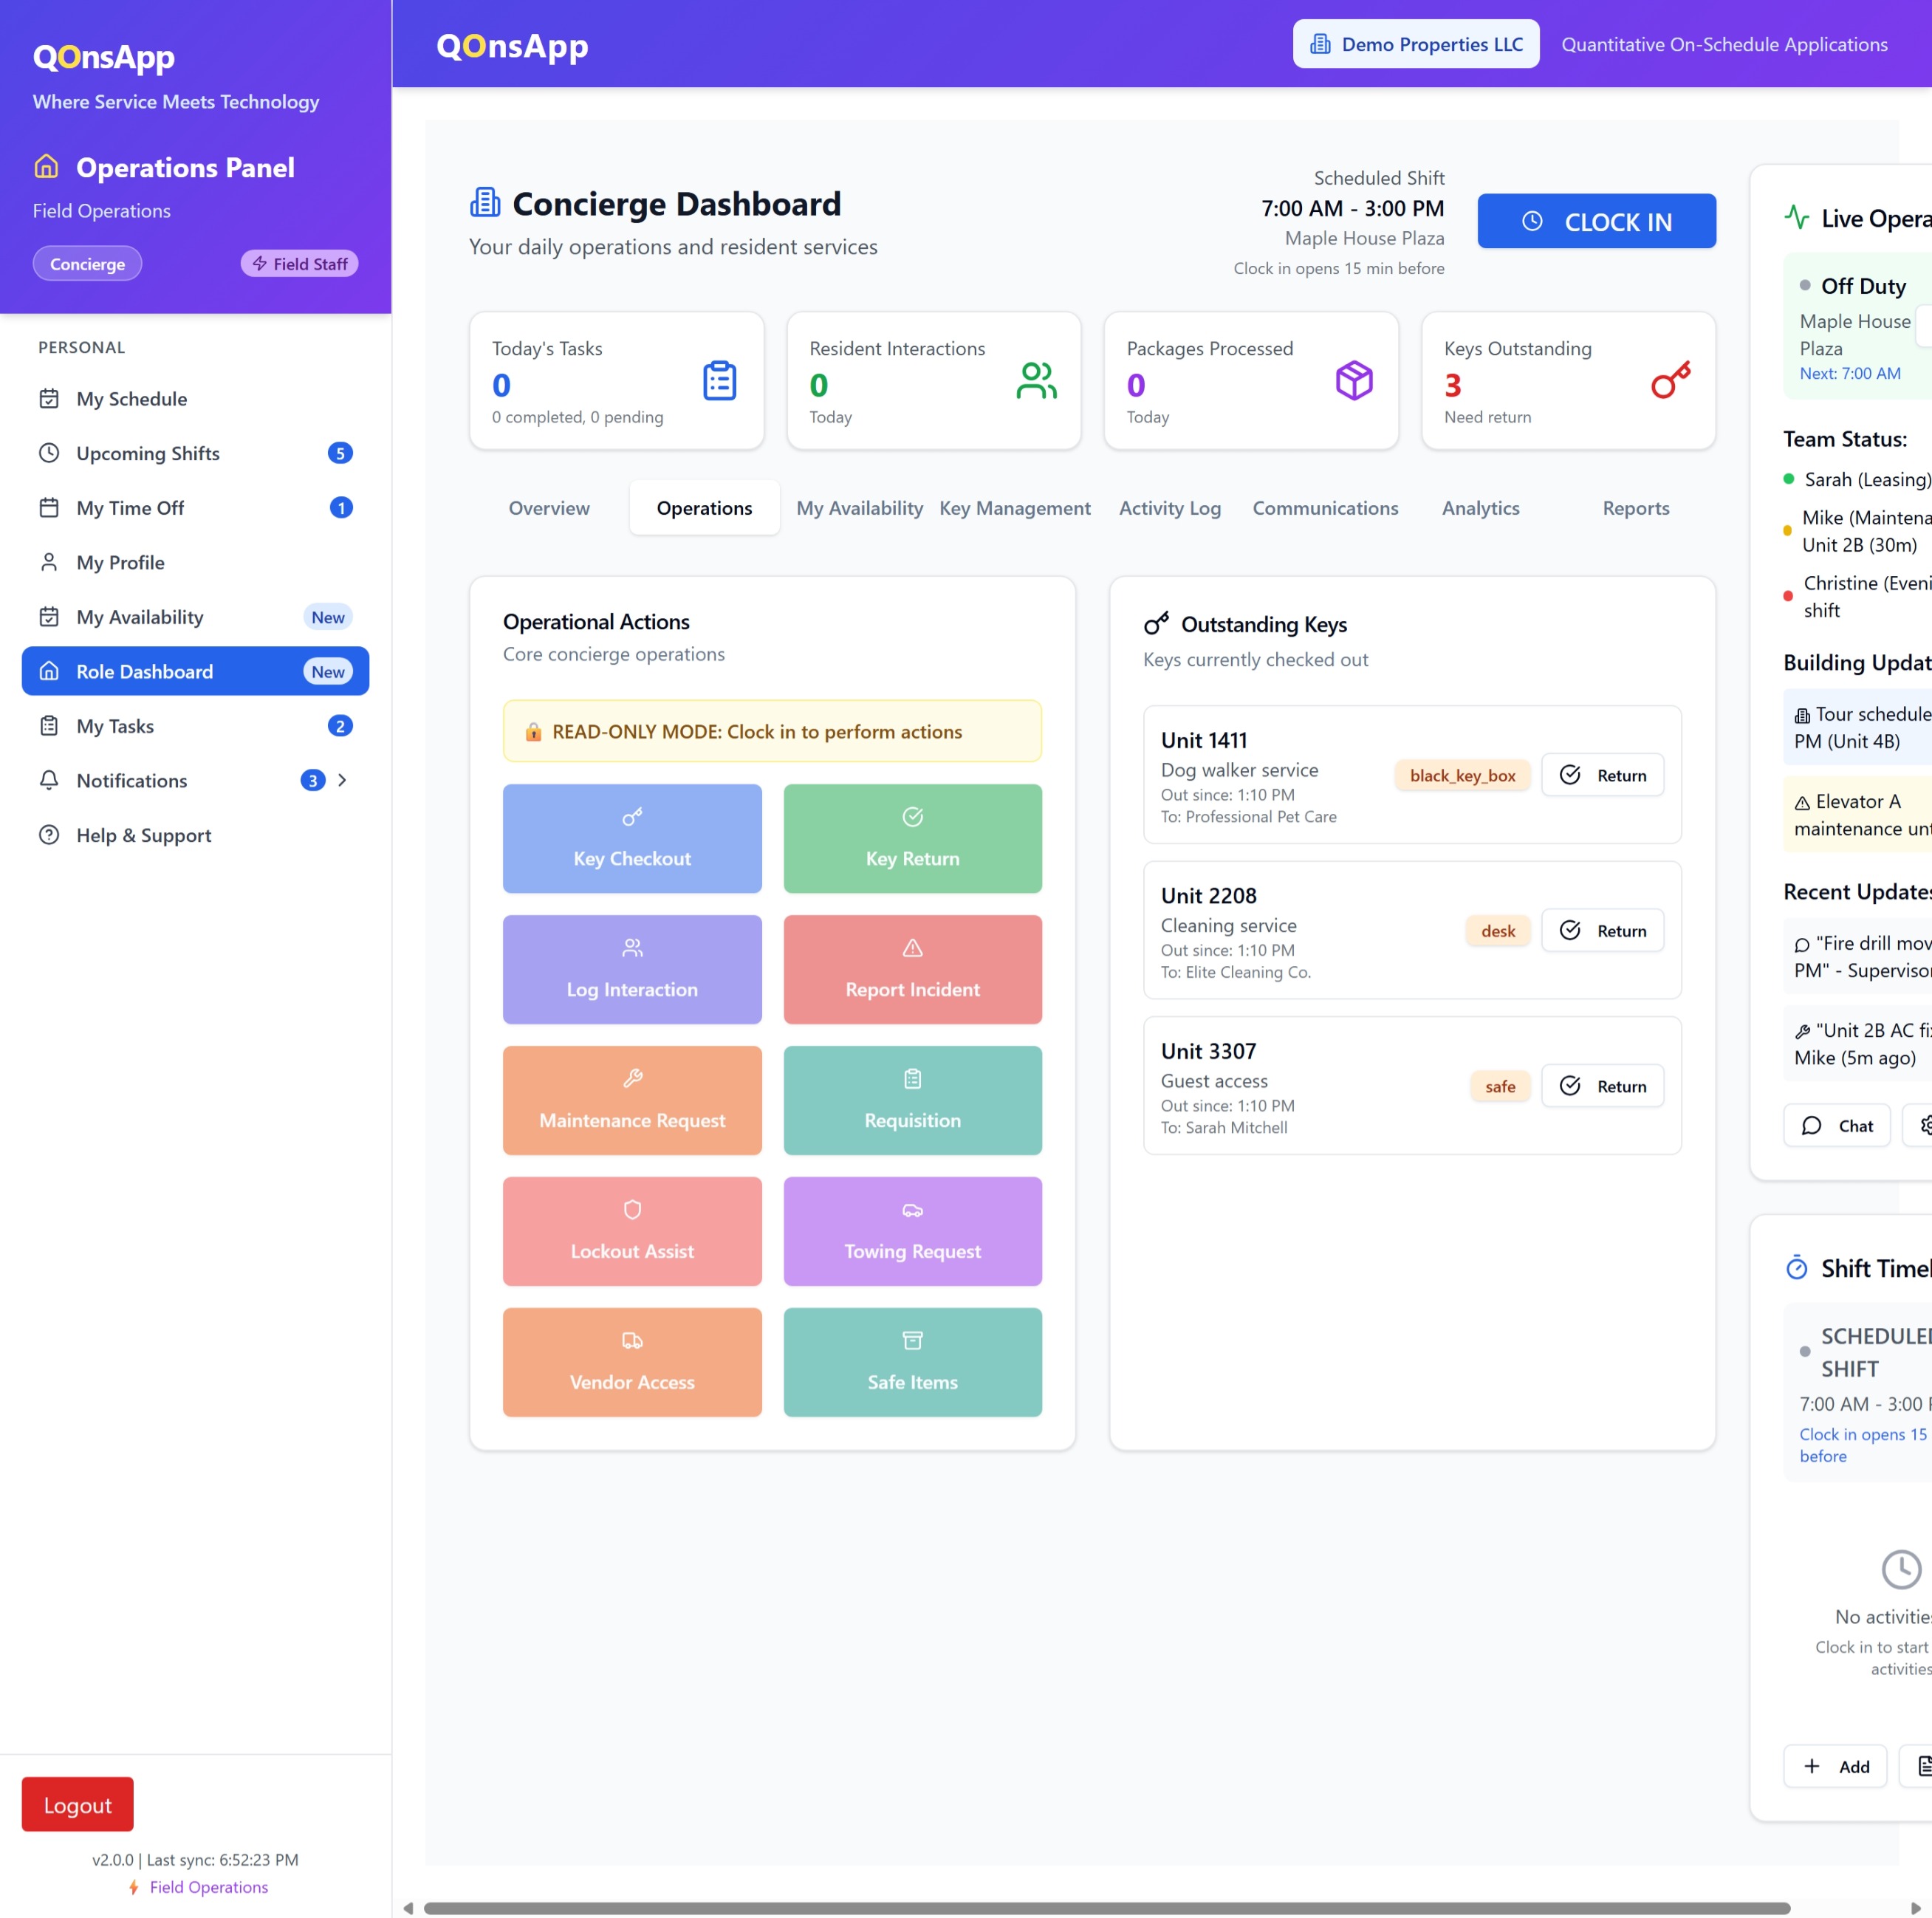 QOnsApp
Where Service Meets Technology
Operations Panel
Field Operations
Concierge
Field Staff
PERSONAL
My Schedule
Upcoming Shifts 5
My Time Off 1
My Profile
My Availability New
Role Dashboard New
My Tasks 2
Notifications 3
Help & Support
Logout
v2.0.0 | Last sync: 6:52:23 PM
Field Operations
QOnsApp
Demo Properties LLC
Quantitative On-Schedule Applications
Concierge Dashboard
Your daily operations and resident services
Scheduled Shift
7:00 AM - 3:00 PM
Maple House Plaza
Clock in opens 15 min before
CLOCK IN
Today's Tasks
0
0 completed, 0 pending
Resident Interactions
0
Today
Packages Processed
0
Today
Keys Outstanding
3
Need return
Overview
Operations
My Availability
Key Management
Activity Log
Communications
Analytics
Reports
Operational Actions
Core concierge operations
READ-ONLY MODE: Clock in to perform actions
Key Checkout
Key Return
Log Interaction
Report Incident
Maintenance Request
Requisition
Lockout Assist
Towing Request
Vendor Access
Safe Items
Outstanding Keys
Keys currently checked out
Unit 1411
Dog walker service
Out since: 1:10 PM
To: Professional Pet Care
black_key_box
Return
Unit 2208
Cleaning service
Out since: 1:10 PM
To: Elite Cleaning Co.
desk
Return
Unit 3307
Guest access
Out since: 1:10 PM
To: Sarah Mitchell
safe
Return
Live Opera
Off Duty
Maple House
Plaza
Next: 7:00 AM
Team Status:
Sarah (Leasing)
Mike (Maintena
Unit 2B (30m)
Christine (Eveni
shift
Building Updat
Tour schedule
PM (Unit 4B)
Elevator A
maintenance unt
Recent Updates
"Fire drill mov
PM" - Superviso
"Unit 2B AC fi
Mike (5m ago)
Chat
Shift Timel
SCHEDULED
SHIFT
7:00 AM - 3:00
Clock in opens 15
before
No activitie
Clock in to start
activities
Add